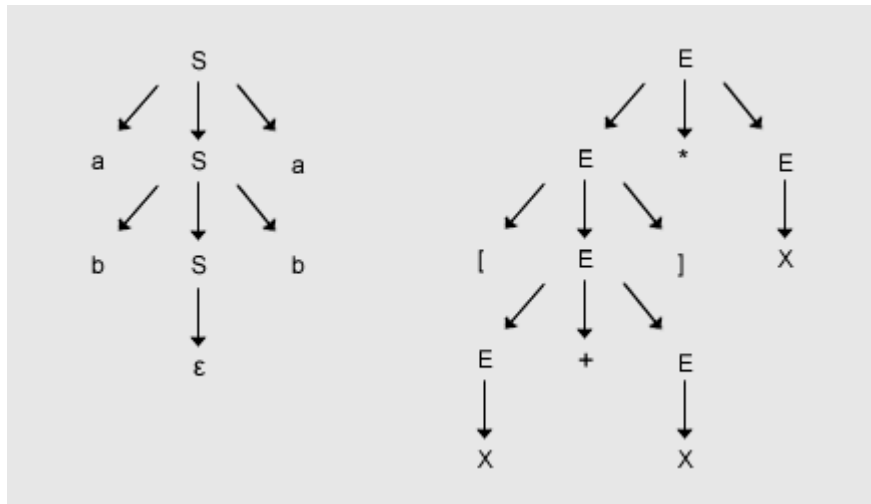 S E
a S a E * E
b S b [ E ] X
ε E + E
X X